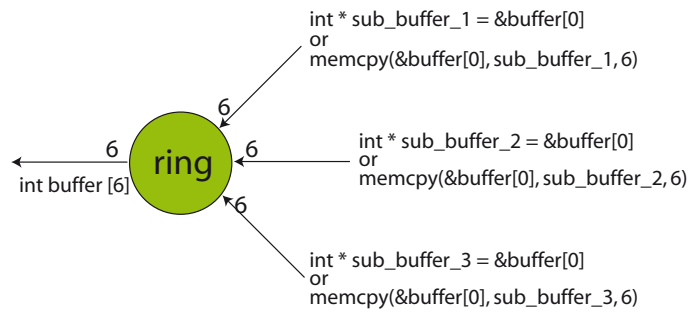 int * sub_buffer_1 = &buffer[0]
or
memcpy(&buffer[0], sub_buffer_1, 6)
6
6
ring
6
int * sub_buffer_2 = &buffer[0]
or
memcpy(&buffer[0], sub_buffer_2, 6)
int buffer [6]
6
int * sub_buffer_3 = &buffer[0]
or
memcpy(&buffer[0], sub_buffer_3, 6)